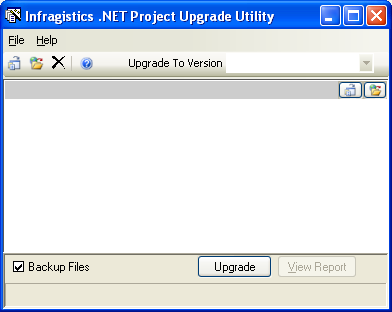 Infragistics .NET Project Upgrade Utility
File Help
Upgrade To Version
Backup Files Upgrade View Report